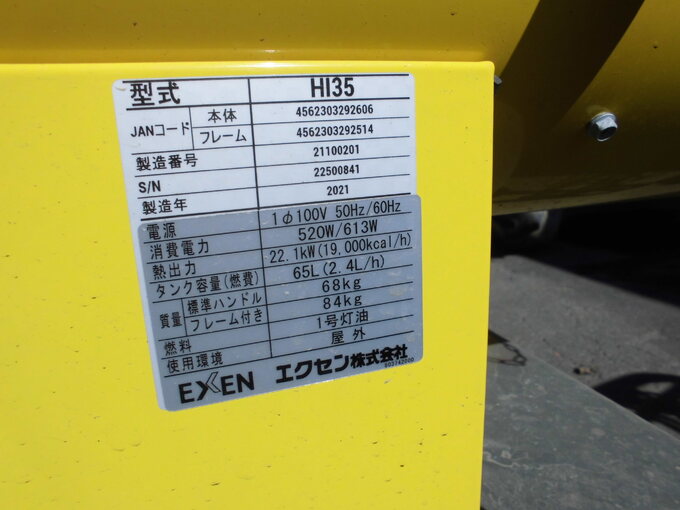 型式 HI35
JANコード 本体 4562303292606
フレーム 4562303292514
製造番号 21100201
S/N 22500841
製造年 2021
電源 1φ100V 50Hz/60Hz
消費電力 520W/613W
熱出力 22.1kW(19,000kcal/h)
タンク容量(燃費) 65L(2.4L/h)
質量 標準ハンドル 68kg
フレーム付き 84kg
燃料 1号灯油
使用環境 屋外
EXEN エクセン株式会社